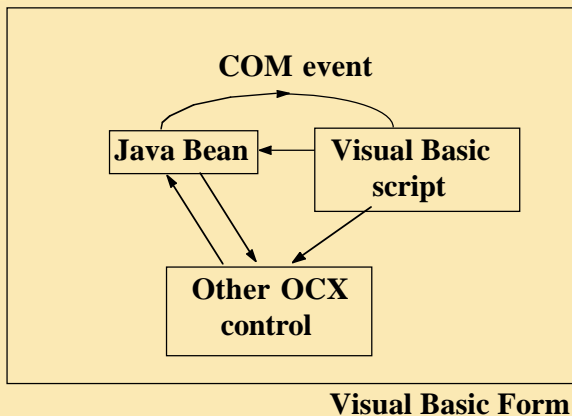 COM event
Java Bean
Visual Basic
script
Other OCX
control
Visual Basic Form